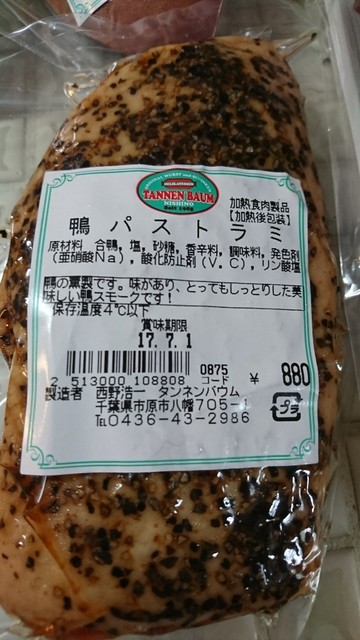 TANNEN BAUM
NISHINO
加熱食肉製品
【加熱後包装】
鴨 パストラミ
原材料 合鴨，塩，砂糖，香辛料，調味料，発色剤
（亜硝酸Na），酸化防止剤（V．C），リン酸塩
鴨の燻製です。味があり、とってもしっとりした美
味しい鴨スモークです！
保存温度4℃以下
賞味期限
17.7.1
2 513000 108808
0875
コード
¥ 880
製造者 西野浩一 タンネンバウム
千葉県市原市八幡705-1
℡0436-43-2986
プラ